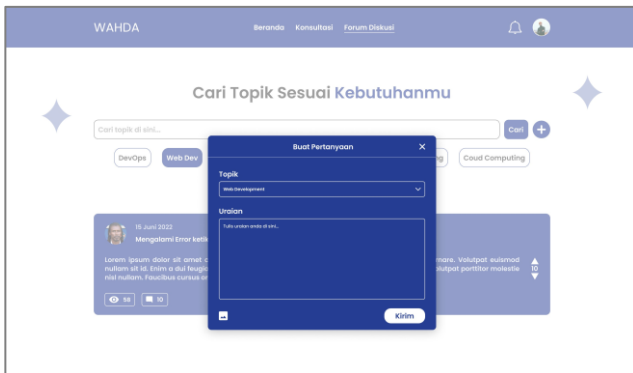 WAHDA
Beranda Konsultasi Forum Diskusi
Cari Topik Sesuai Kebutuhanmu
Cari topik di sini...
Cari
DevOps
Web Dev
Coud Computing
Buat Pertanyaan
Topik
Web Development
Uraian
Tulis uraian anda di sini...
Kirim
15 Juni 2022
Mengalami Error
Lorem ipsum dolor sit amet
nullam sit id. Enim a dui
nisl nullam. Faucibus cursus
Volutpat euismod
porttitor molestie
10
58
10